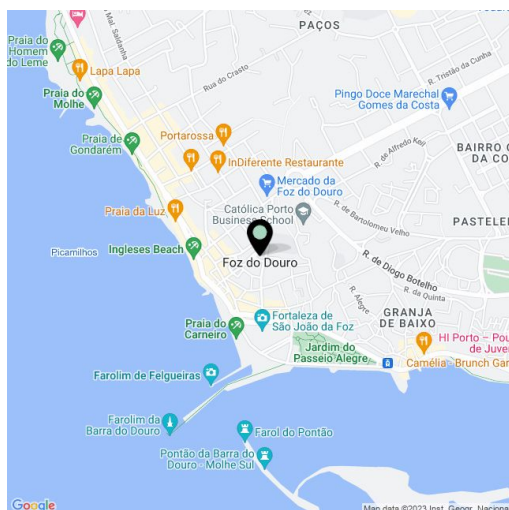 PAÇOS
R. Mal. Saldanha
Praia do
Homem
do Leme
Lapa Lapa
Rua do Crasto
R. Tristão da Cunha
Pingo Doce Marechal
Gomes da Costa
Praia do
Molhe
Portarossa
Praia de
Gondarém
R. de Alfredo Keil
BAIRRO
DA CO
InDiferente Restaurante
Mercado da
Foz do Douro
Católica Porto
Business School
R. de Bartolomeu Velho
Praia da Luz
PASTELE
Picamilhos
Ingleses Beach
Foz do Douro
R. de Diogo Botelho
R. da Quinta
R. Alegre
GRANJA
DE BAIXO
Fortaleza de
São João da Foz
Praia do
Carneiro
Jardim do
Passeio Alegre
HI Porto – Pou
de Juve
Camélia - Brunch Gar
Farolim de Felgueiras
Farolim da
Barra do Douro
Farol do Pontão
Pontão da Barra do
Douro - Molhe Sul
Google
Map data ©2023 Inst. Geogr. Naciona